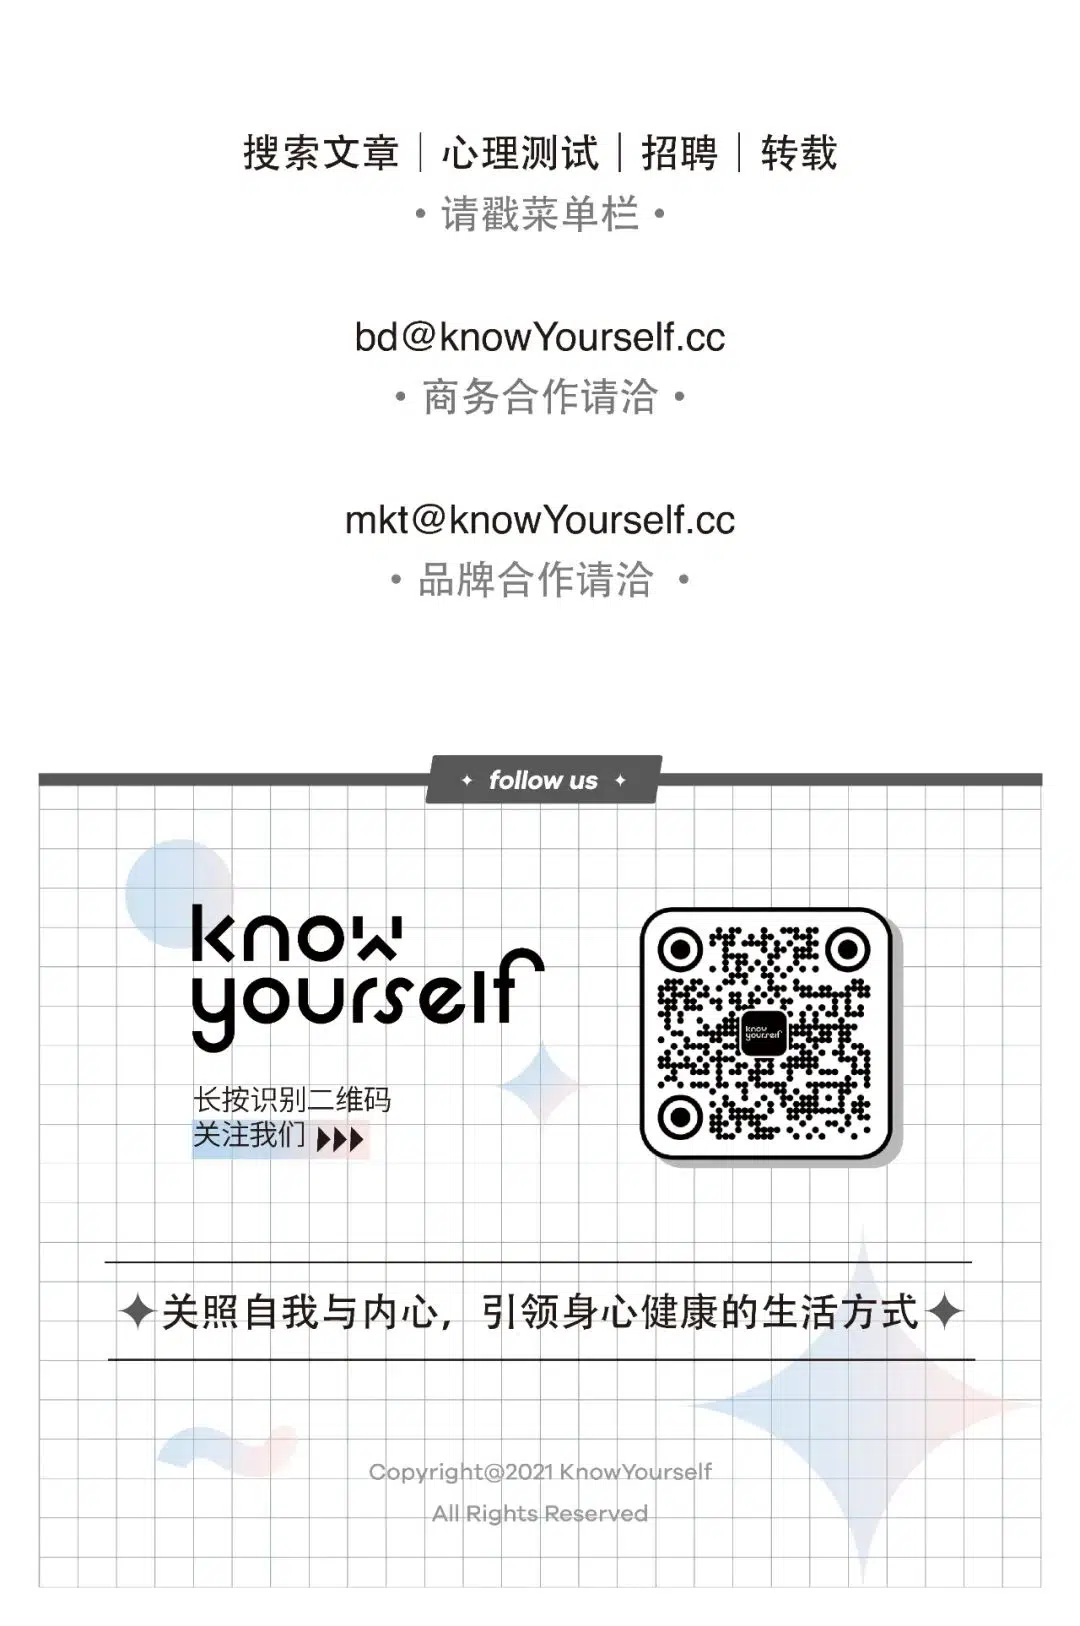 搜索文章｜心理测试｜招聘｜转载
• 请戳菜单栏 •
bd@knowYourself.cc
• 商务合作请洽 •
mkt@knowYourself.cc
• 品牌合作请洽 •
follow us
know
yourself
know
yourself
长按识别二维码
关注我们
关照自我与内心，引领身心健康的生活方式
Copyright@2021 KnowYourself
All Rights Reserved